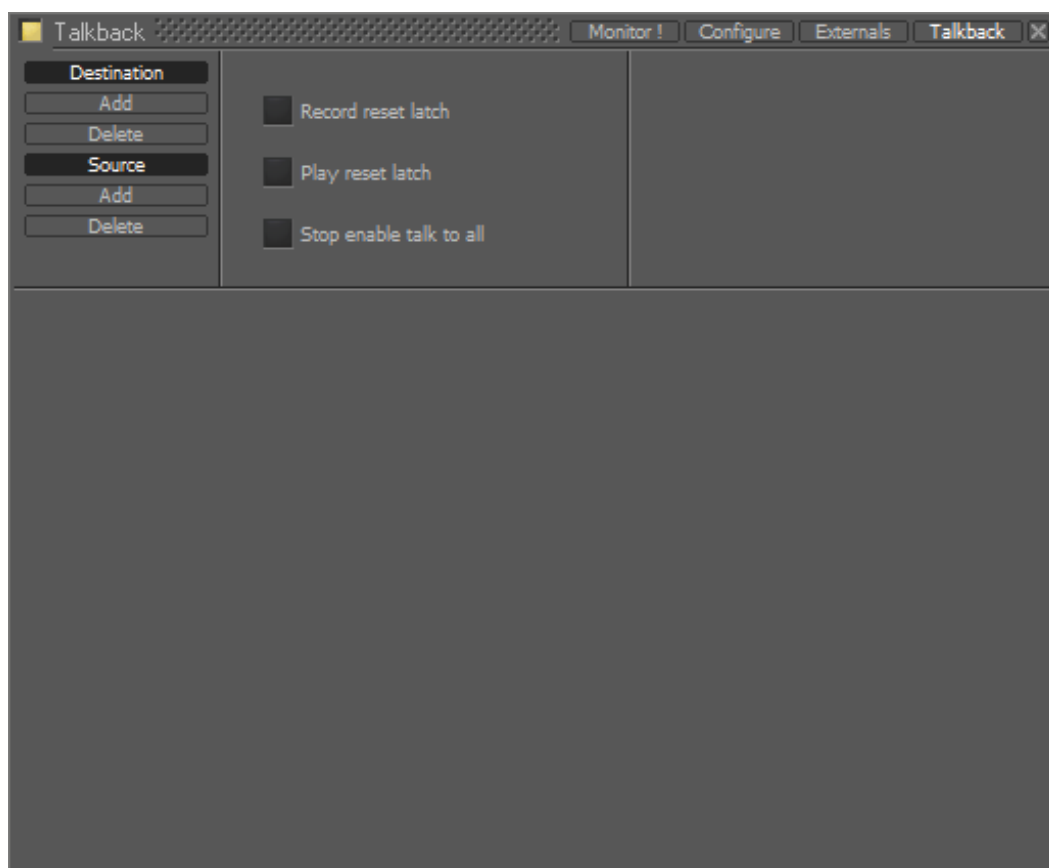 Talkback Monitor ! Configure Externals Talkback
Destination
Add
Delete
Source
Add
Delete
Record reset latch
Play reset latch
Stop enable talk to all